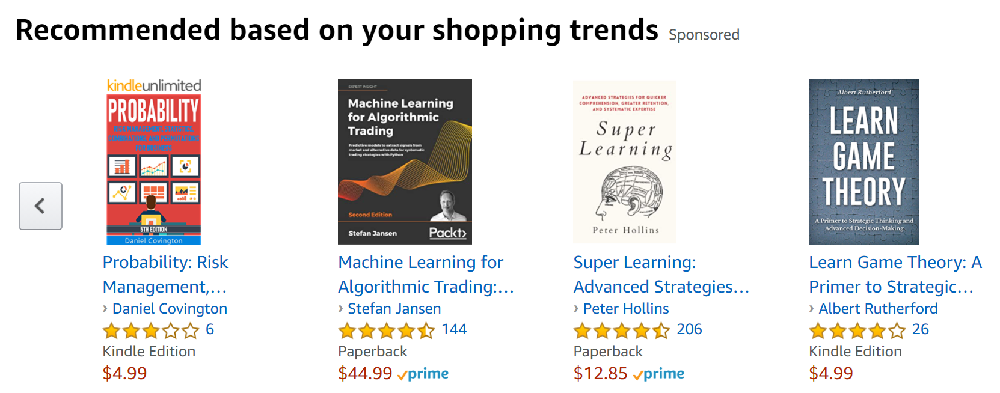 Recommended based on your shopping trends Sponsored
kindleunlimited
PROBABILITY
RISK MANAGEMENT, STATISTICS,
COMBINATIONS, AND PERMUTATIONS
FOR BUSINESS
5TH EDITION
Daniel Covington
Probability: Risk
Management,...
› Daniel Covington
6
Kindle Edition
$4.99
EXPERT INSIGHT
Machine Learning
for Algorithmic
Trading
Predictive models to extract signals from
market and alternative data for systematic
trading strategies with Python
Second Edition
Stefan Jansen
Packt>
Machine Learning for
Algorithmic Trading:...
› Stefan Jansen
144
Paperback
$44.99 prime
ADVANCED STRATEGIES FOR QUICKER
COMPREHENSION, GREATER RETENTION,
AND SYSTEMATIC EXPERTISE
Super
Learning
Peter Hollins
Super Learning:
Advanced Strategies...
› Peter Hollins
206
Paperback
$12.85 prime
Albert Rutherford
LEARN
GAME
THEORY
A Primer to Strategic Thinking and
Advanced Decision-Making
Learn Game Theory: A
Primer to Strategic...
› Albert Rutherford
26
Kindle Edition
$4.99